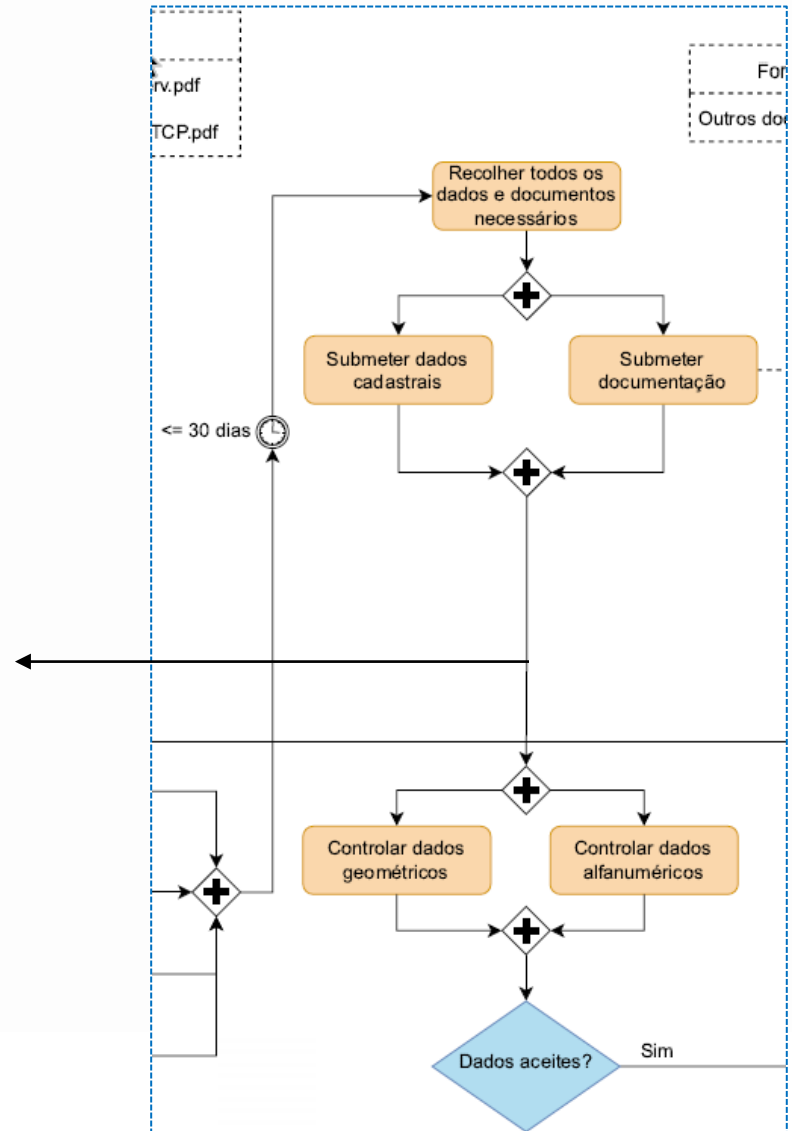 rv.pdf
TCP.pdf
For
Outros do
Recolher todos os
dados e documentos
necessários
Submeter dados
cadastrais
Submeter
documentação
<= 30 dias
Controlar dados
geométricos
Controlar dados
alfanuméricos
Dados aceites?
Sim